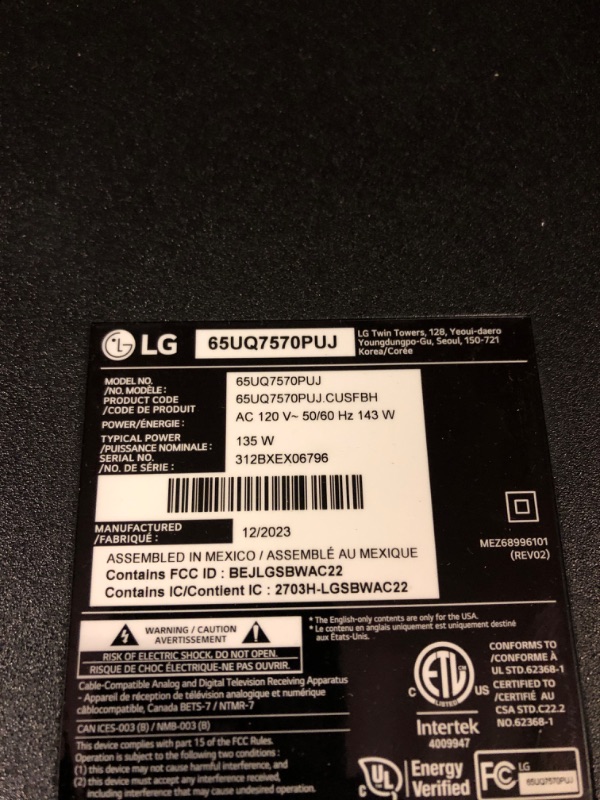 LG 65UQ7570PUJ
LG Twin Towers, 128, Yeoui-daero
Youngdungpo-Gu, Seoul, 150-721
Korea/Corée
MODEL NO.
/NO. MODÈLE :
65UQ7570PUJ
PRODUCT CODE
/CODE DE PRODUIT
65UQ7570PUJ.CUSFBH
POWER/ÉNERGIE :
AC 120 V~ 50/60 Hz 143 W
TYPICAL POWER
/PUISSANCE NOMINALE :
135 W
SERIAL NO.
/NO. DE SÉRIE :
312BXEX06796
MANUFACTURED
/FABRIQUÉ :
12/2023
ASSEMBLED IN MEXICO / ASSEMBLÉ AU MEXIQUE
Contains FCC ID : BEJLGSBWAC22
Contains IC/Contient IC : 2703H-LGSBWAC22
MEZ68996101
(REV02)
WARNING / CAUTION
AVERTISSEMENT
RISK OF ELECTRIC SHOCK, DO NOT OPEN.
RISQUE DE CHOC ÉLECTRIQUE-NE PAS OUVRIR.
* The English-only contents are only for the USA.
* Le contenu en anglais uniquement est uniquement destiné
aux États-Unis.
Cable-Compatible Analog and Digital Television Receiving Apparatus
- Appareil de réception de télévision analogique et numérique
câblocompatible, Canada BETS-7 / NTMR-7
CAN ICES-003 (B) / NMB-003 (B)
This device complies with part 15 of the FCC Rules.
Operation is subject to the following two conditions :
(1) this device may not cause harmful interference, and
(2) this device must accept any interference received,
including interference that may cause undesired operation.
C ETL US
LISTED
Intertek
4009947
CONFORMS TO
/CONFORME À
UL STD.62368-1
CERTIFIED TO
/CERTIFIÉ AU
CSA STD.C22.2
NO.62368-1
UL Energy
Verified
FC LG
65UQ7570PUJ